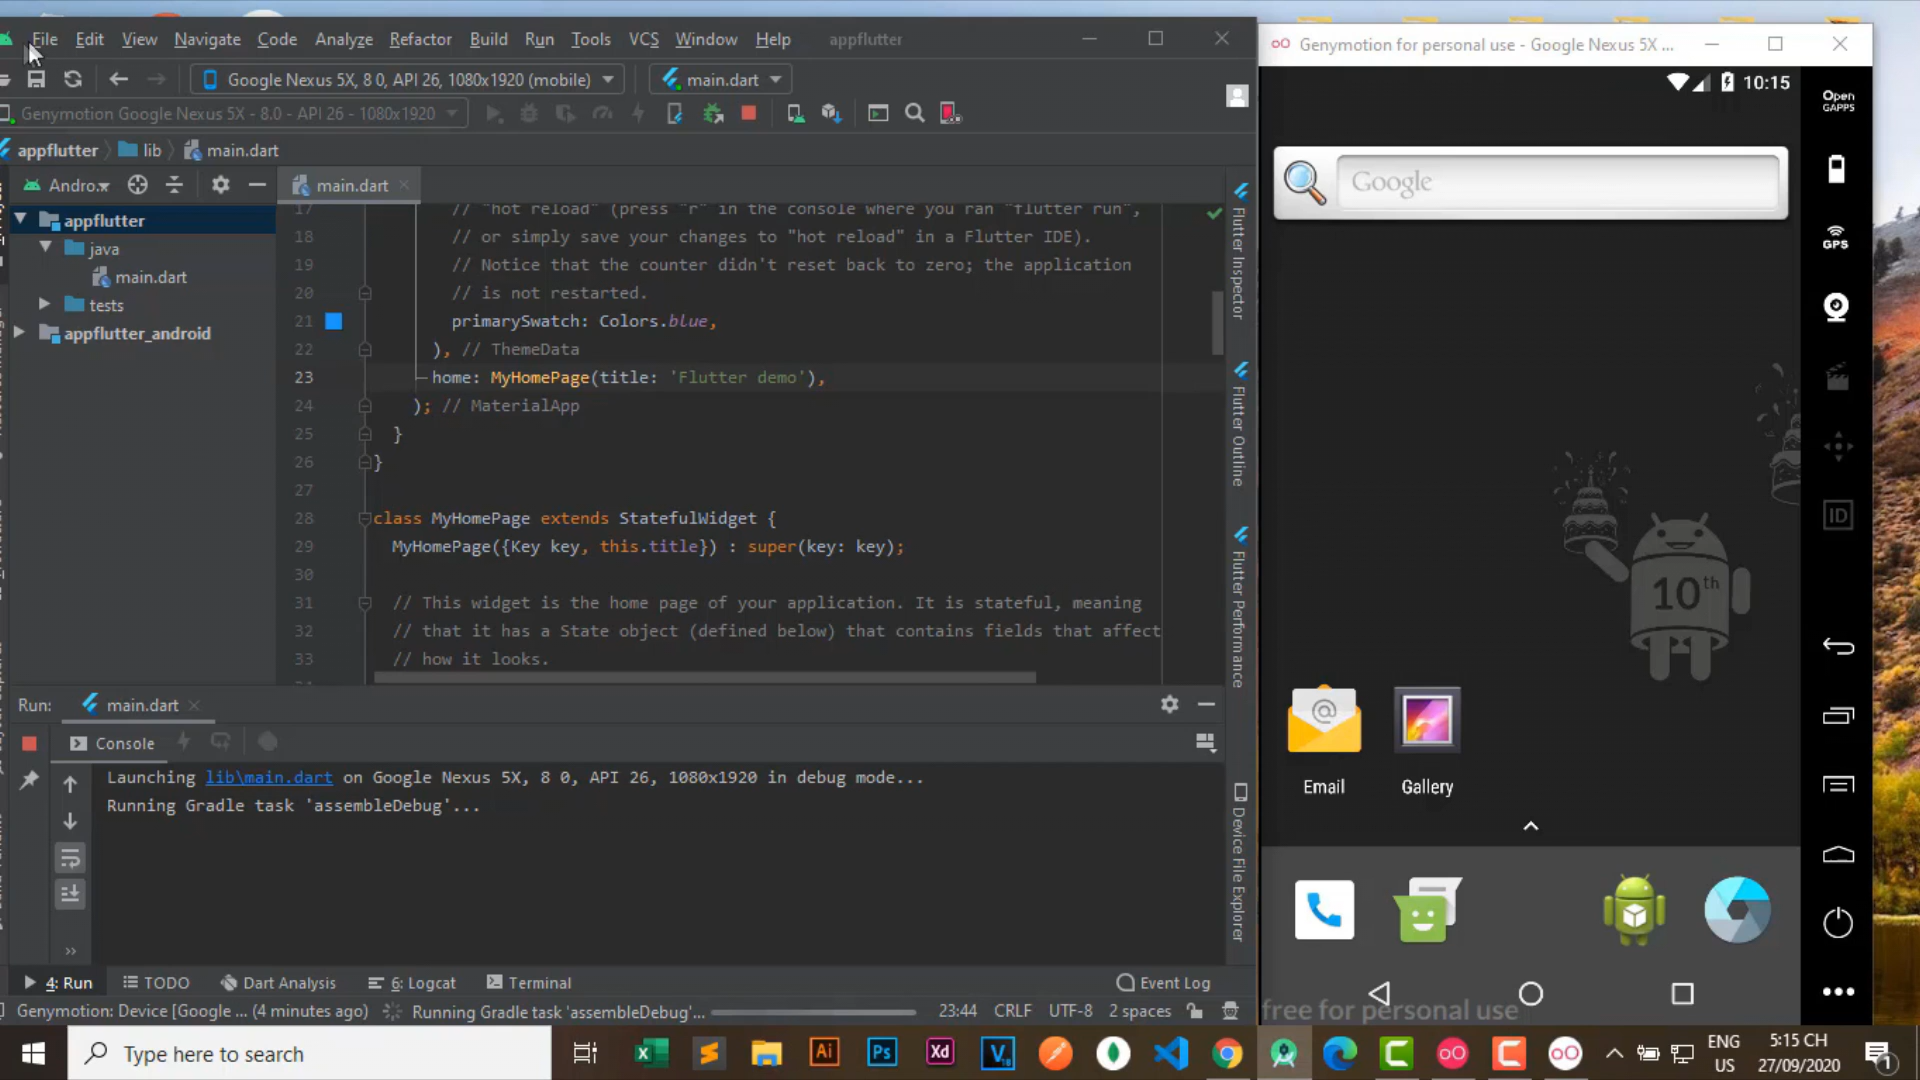 File Edit View Navigate Code Analyze Refactor Build Run Tools VCS Window Help appflutter
Google Nexus 5X, 8 0, API 26, 1080x1920 (mobile) main.dart
Genymotion Google Nexus 5X - 8.0 - API 26 - 1080x1920
appflutter lib main.dart
Andro... main.dart
appflutter
java
main.dart
tests
appflutter_android
17 // "hot reload" (press "r" in the console where you ran "flutter run",
18 // or simply save your changes to "hot reload" in a Flutter IDE).
19 // Notice that the counter didn't reset back to zero; the application
20 // is not restarted.
21 primarySwatch: Colors.blue,
22 ), // ThemeData
23 home: MyHomePage(title: 'Flutter demo'),
24 ); // MaterialApp
25 }
26 }
27
28 class MyHomePage extends StatefulWidget {
29 MyHomePage({Key key, this.title}) : super(key: key);
30
31 // This widget is the home page of your application. It is stateful, meaning
32 // that it has a State object (defined below) that contains fields that affect
33 // how it looks.
Flutter Inspector
Flutter Outline
Flutter Performance
Device File Explorer
Run: main.dart
Console
Launching lib\main.dart on Google Nexus 5X, 8 0, API 26, 1080x1920 in debug mode...
Running Gradle task 'assembleDebug'...
4: Run TODO Dart Analysis 6: Logcat Terminal Event Log
Genymotion: Device [Google ... (4 minutes ago) Running Gradle task 'assembleDebug'... 23:44 CRLF UTF-8 2 spaces
Genymotion for personal use - Google Nexus 5X ...
10:15
Google
10th
Email Gallery
free for personal use
Open
GAPPS
GPS
ID
Type here to search
Ai Ps Xd
ENG
US
5:15 CH
27/09/2020
1